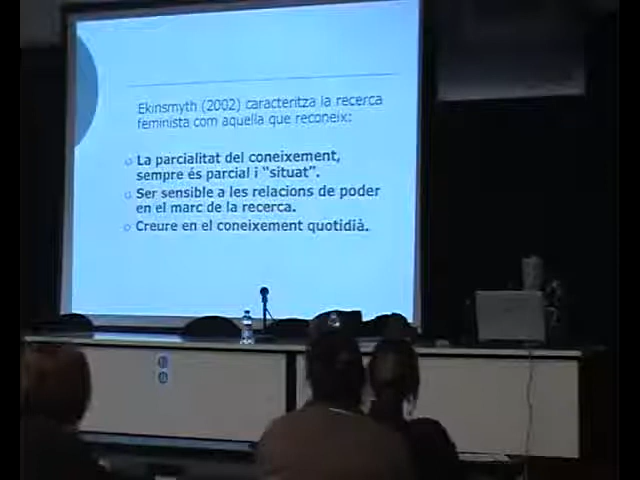 Ekinsmyth (2002) caracteritza la recerca
feminista com aquella que reconeix:
La parcialitat del coneixement,
sempre és parcial i “situat”.
Ser sensible a les relacions de poder
en el marc de la recerca.
Creure en el coneixement quotidià.